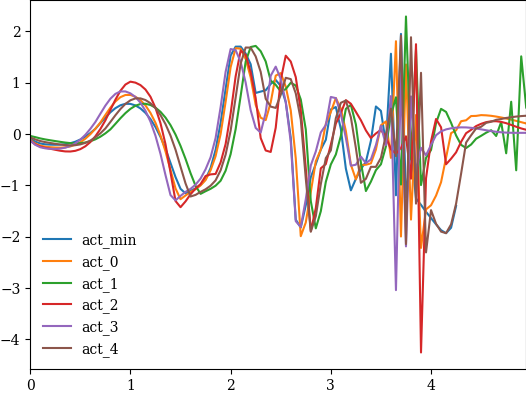 2
1
0
−1
−2
−3
−4
act_min
act_0
act_1
act_2
act_3
act_4
0 1 2 3 4